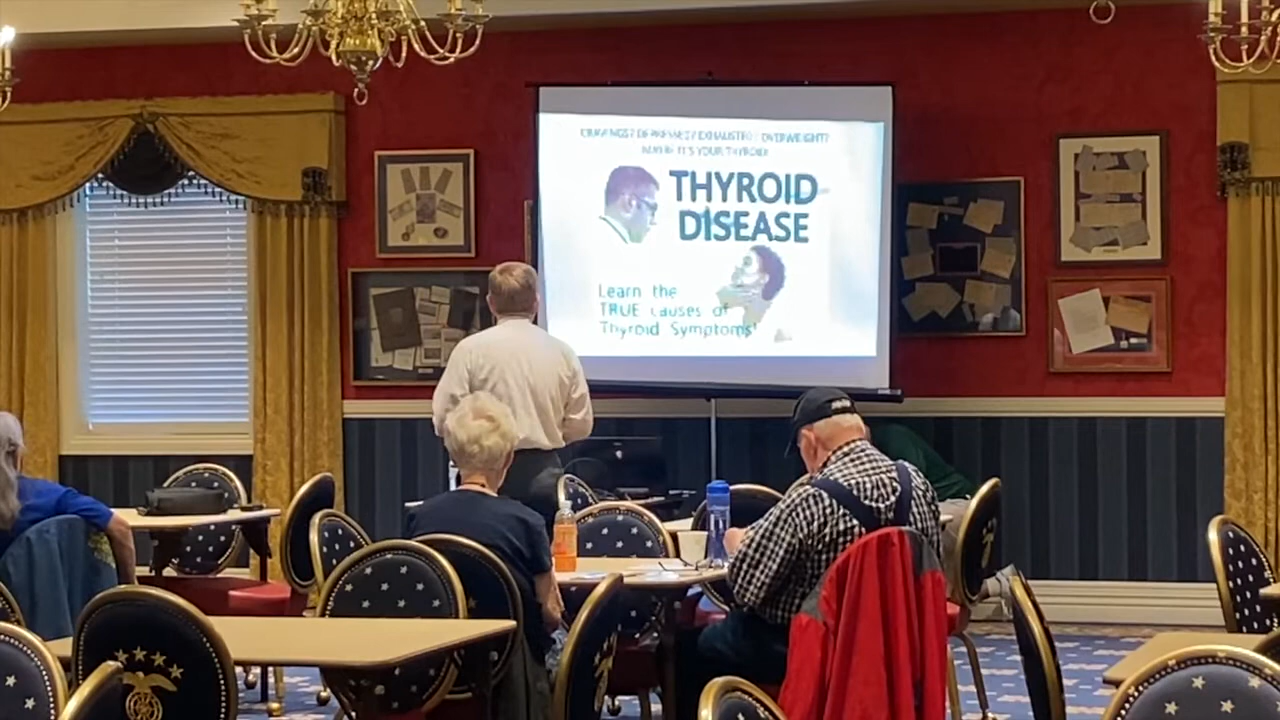 CRAVINGS? DEPRESSED? EXHAUSTED? OVERWEIGHT?
MAYBE IT'S YOUR THYROID!
THYROID
DISEASE
Learn the
TRUE causes of
Thyroid Symptoms!